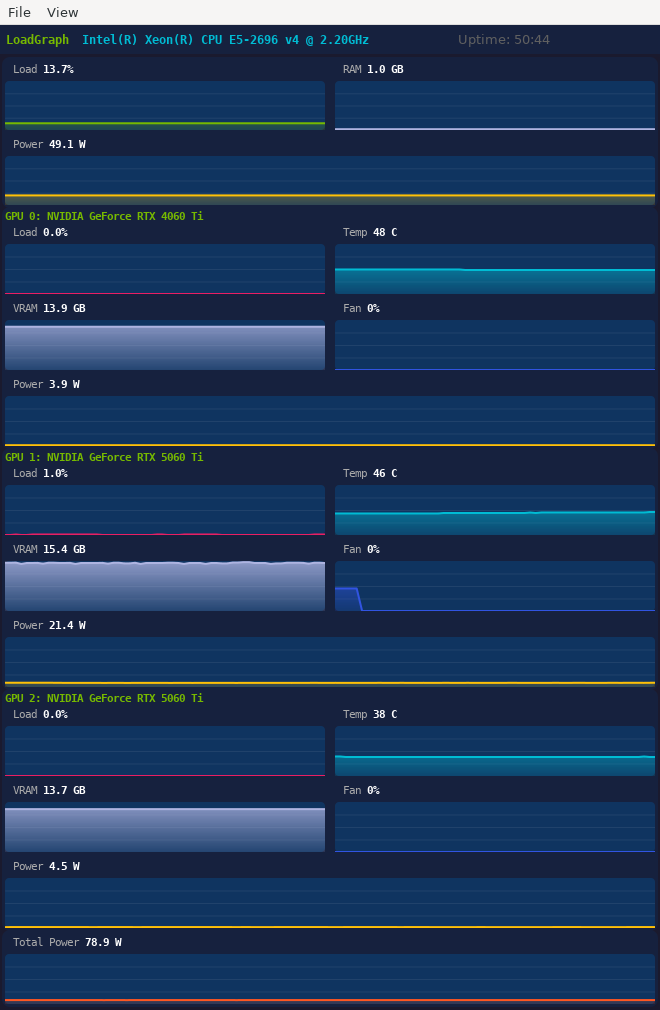 File View
LoadGraph Intel(R) Xeon(R) CPU E5-2696 v4 @ 2.20GHz Uptime: 50:44
Load 13.7% RAM 1.0 GB
Power 49.1 W
GPU 0: NVIDIA GeForce RTX 4060 Ti
Load 0.0% Temp 48 C
VRAM 13.9 GB Fan 0%
Power 3.9 W
GPU 1: NVIDIA GeForce RTX 5060 Ti
Load 1.0% Temp 46 C
VRAM 15.4 GB Fan 0%
Power 21.4 W
GPU 2: NVIDIA GeForce RTX 5060 Ti
Load 0.0% Temp 38 C
VRAM 13.7 GB Fan 0%
Power 4.5 W
Total Power 78.9 W